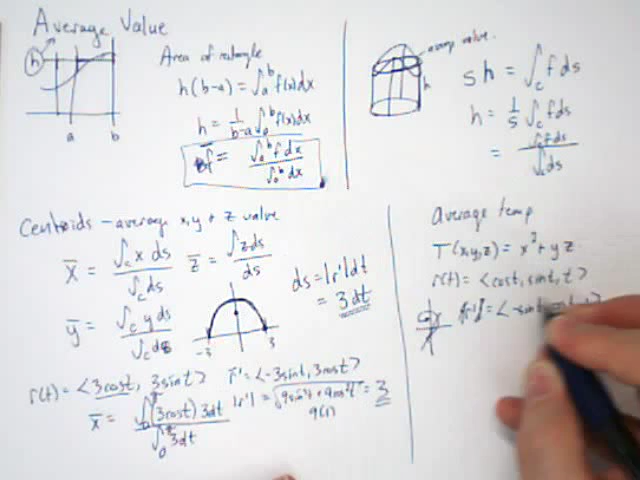 Average Value
h
a
b
Area of rectangle
h(b-a) = ∫_a^b f(x)dx
h = 1/(b-a) ∫_a^b f(x)dx
f̄ = ∫_a^b f dx / ∫_a^b dx
value.
h
sh = ∫_C f ds
h = 1/s ∫_C f ds
= ∫_C f ds / ∫_C ds
Centroids - average x, y + z value
x̄ = ∫_C x ds / ∫_C ds
z̄ = ∫ z ds / ds
ȳ = ∫_C y ds / ∫_C ds
-3
3
ds = |r'|dt
= 3dt
r(t) = <3cost, 3sint>
r⃗' = <-3sint, 3cost>
x̄ = ∫_0 (3cost) 3dt / ∫_0 3dt
|r'| = √(9sin²t + 9cos²t) = 3
9(1)
Average temp
T(x,y,z) = x² + yz
r(t) = <cost, sint, t>
|r'| = <-sint